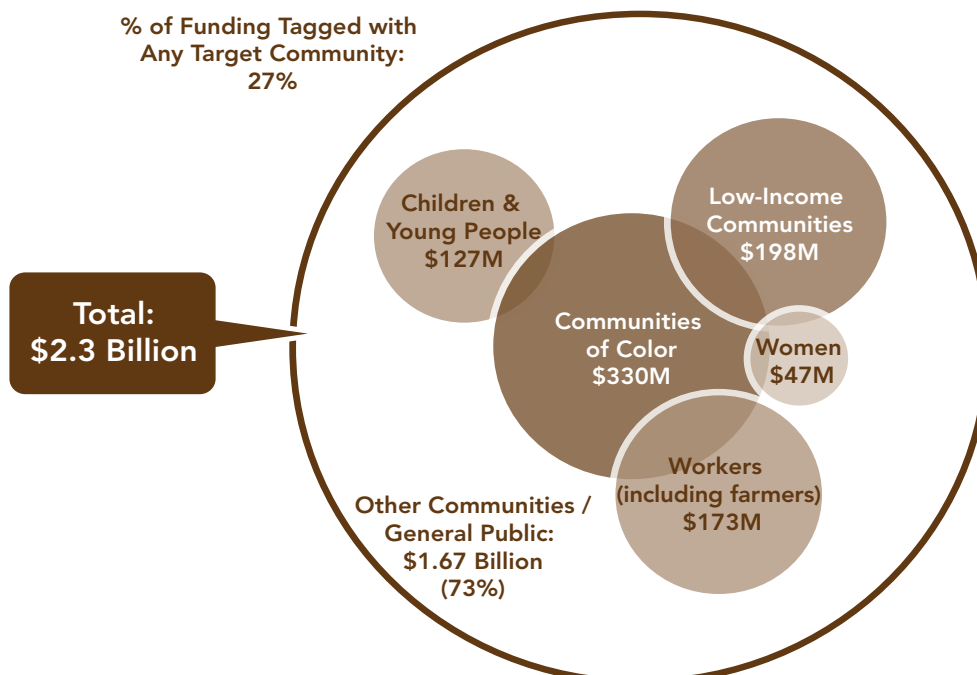 % of Funding Tagged with
Any Target Community:
27%
Children &
Young People
$127M
Low-Income
Communities
$198M
Total:
$2.3 Billion
Communities
of Color
$330M
Women
$47M
Workers
(including farmers)
$173M
Other Communities /
General Public:
$1.67 Billion
(73%)